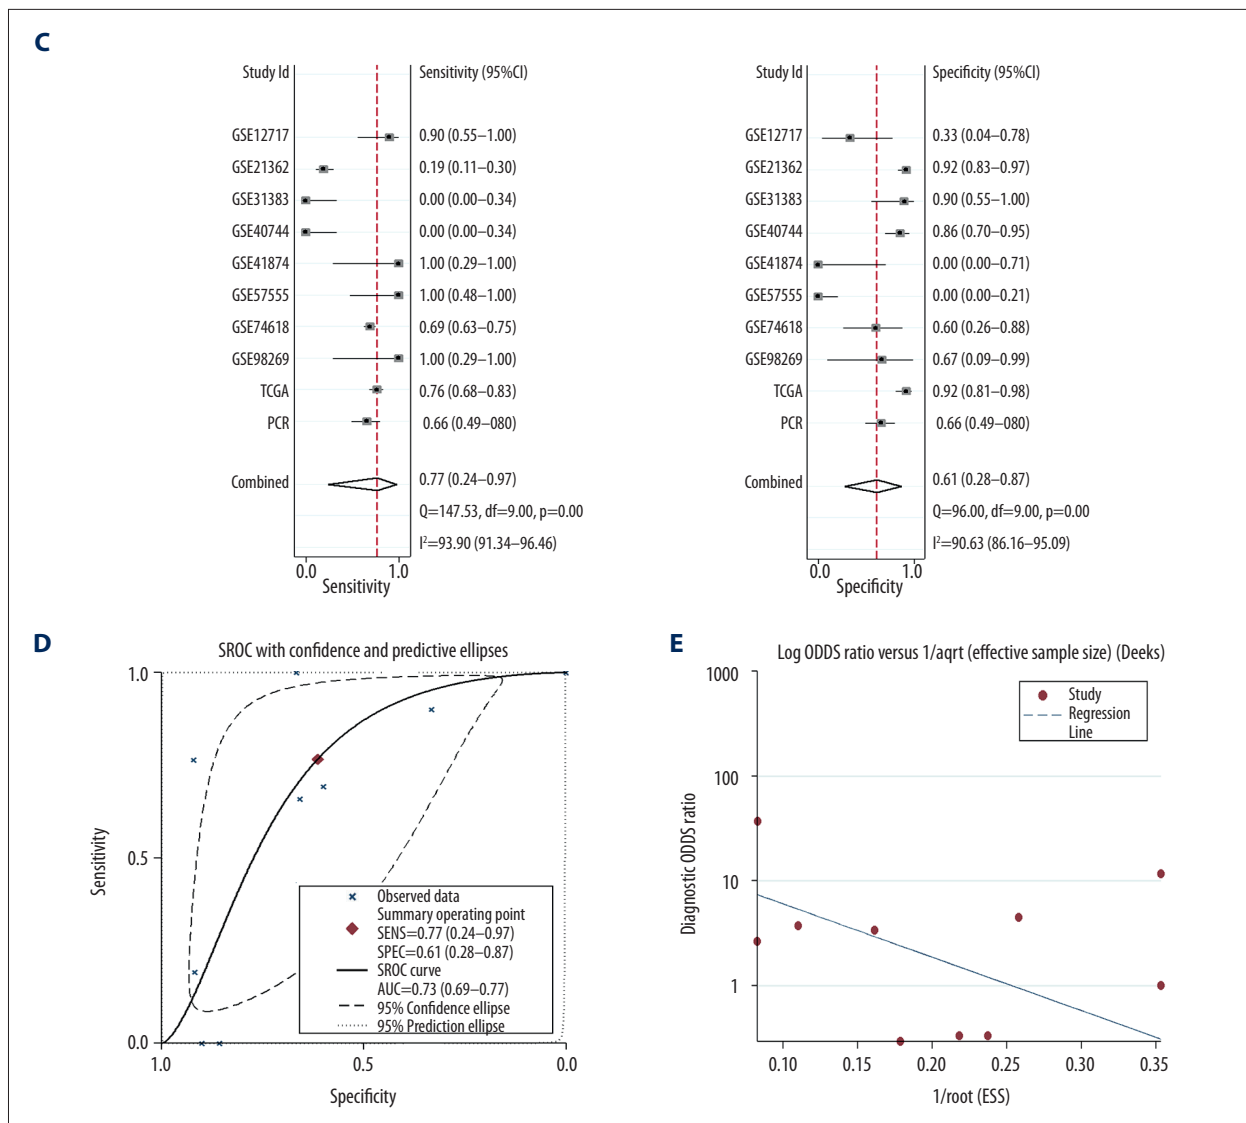 C
Study Id Sensitivity (95%CI)
GSE12717 0.90 (0.55–1.00)
GSE21362 0.19 (0.11–0.30)
GSE31383 0.00 (0.00–0.34)
GSE40744 0.00 (0.00–0.34)
GSE41874 1.00 (0.29–1.00)
GSE57555 1.00 (0.48–1.00)
GSE74618 0.69 (0.63–0.75)
GSE98269 1.00 (0.29–1.00)
TCGA 0.76 (0.68–0.83)
PCR 0.66 (0.49–080)
Combined 0.77 (0.24–0.97)
Q=147.53, df=9.00, p=0.00
I²=93.90 (91.34–96.46)
0.0 1.0
Sensitivity
Study Id Specificity (95%CI)
GSE12717 0.33 (0.04–0.78)
GSE21362 0.92 (0.83–0.97)
GSE31383 0.90 (0.55–1.00)
GSE40744 0.86 (0.70–0.95)
GSE41874 0.00 (0.00–0.71)
GSE57555 0.00 (0.00–0.21)
GSE74618 0.60 (0.26–0.88)
GSE98269 0.67 (0.09–0.99)
TCGA 0.92 (0.81–0.98)
PCR 0.66 (0.49–080)
Combined 0.61 (0.28–0.87)
Q=96.00, df=9.00, p=0.00
I²=90.63 (86.16–95.09)
0.0 1.0
Specificity
D
SROC with confidence and predictive ellipses
1.0
0.5
0.0
Sensitivity
Observed data
Summary operating point
SENS=0.77 (0.24–0.97)
SPEC=0.61 (0.28–0.87)
SROC curve
AUC=0.73 (0.69–0.77)
95% Confidence ellipse
95% Prediction ellipse
1.0 0.5 0.0
Specificity
E
Log ODDS ratio versus 1/aqrt (effective sample size) (Deeks)
1000
100
10
1
Diagnostic ODDS ratio
Study
Regression
Line
0.10 0.15 0.20 0.25 0.30 0.35
1/root (ESS)